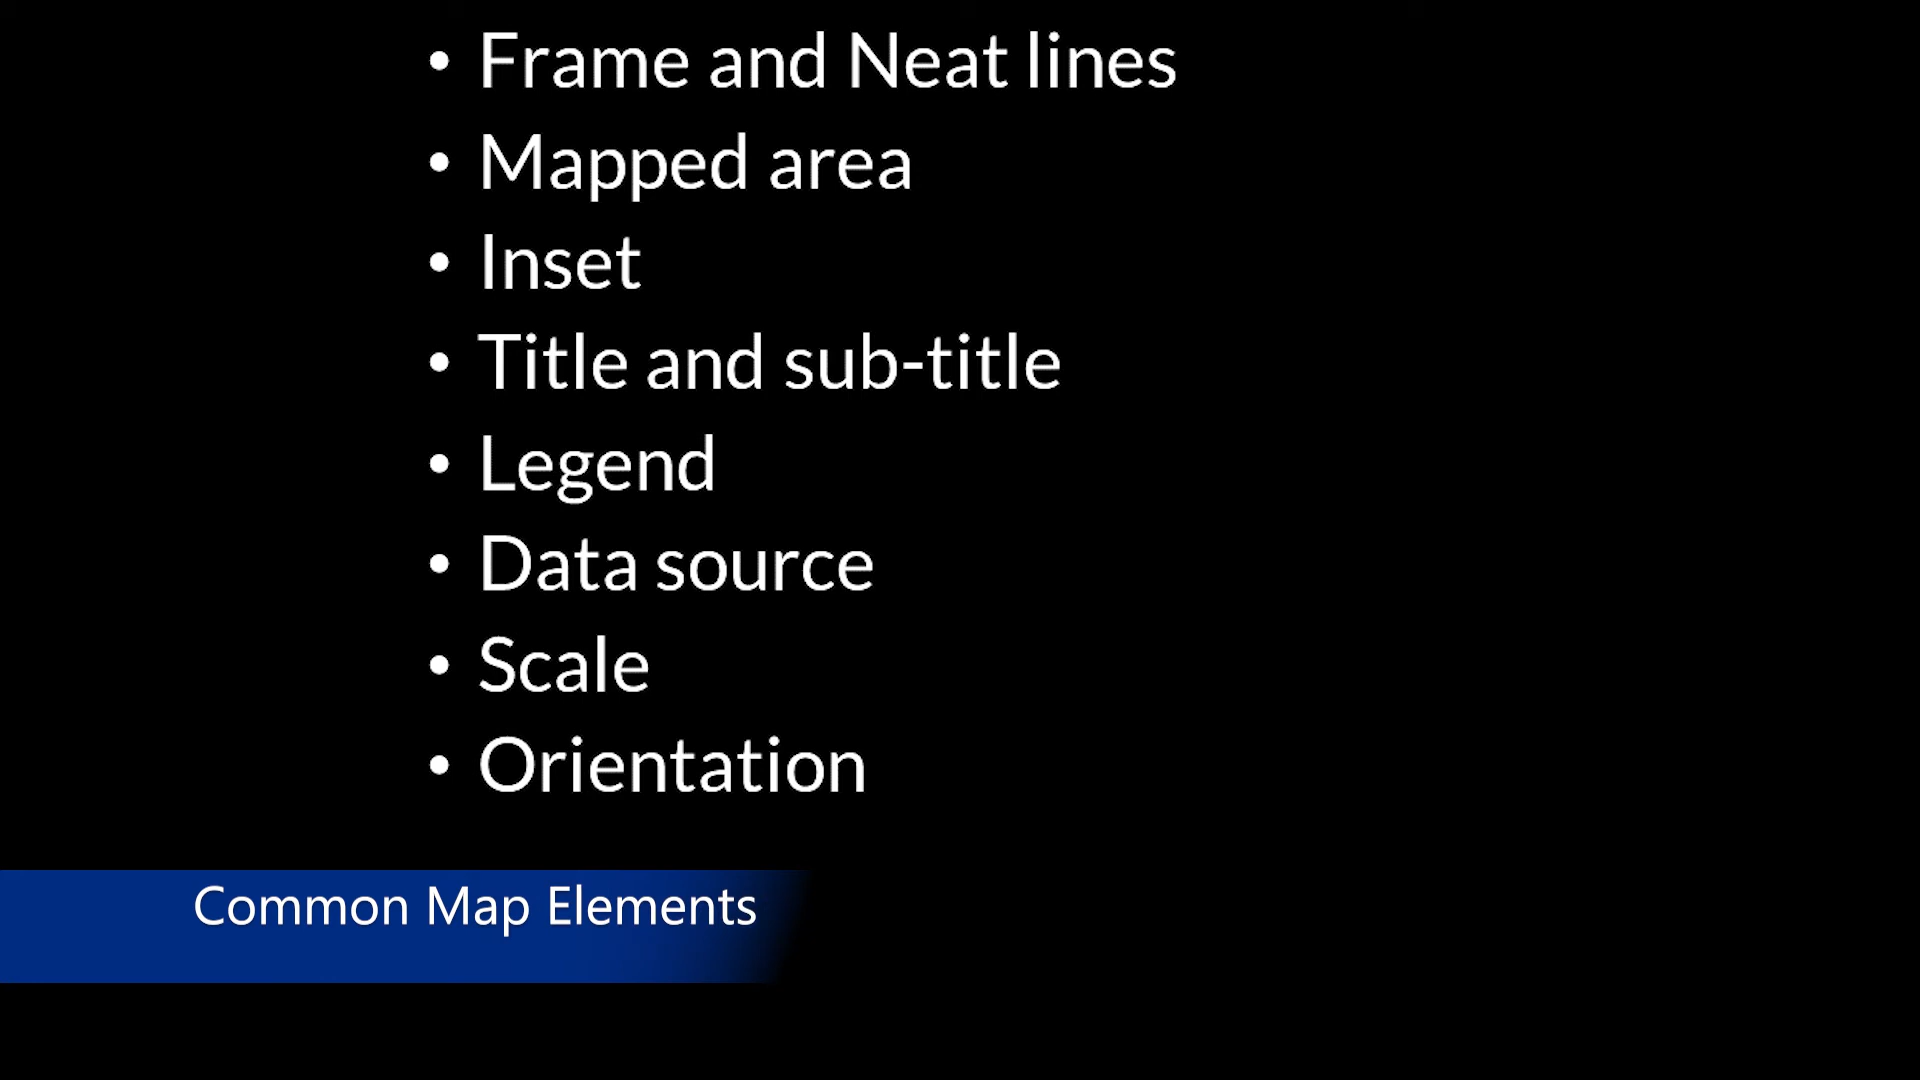 • Frame and Neat lines
• Mapped area
• Inset
• Title and sub-title
• Legend
• Data source
• Scale
• Orientation
Common Map Elements